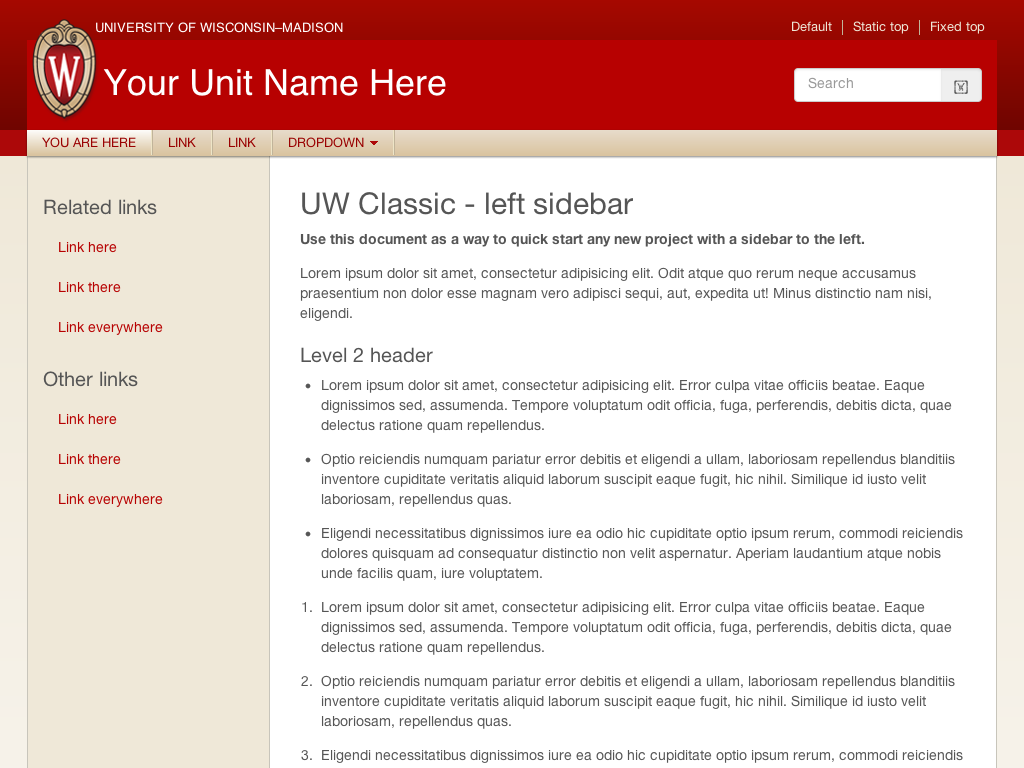 UNIVERSITY OF WISCONSIN–MADISON
Default
Static top
Fixed top
W
Your Unit Name Here
Search
YOU ARE HERE
LINK
LINK
DROPDOWN
Related links
Link here
Link there
Link everywhere
Other links
Link here
Link there
Link everywhere
UW Classic - left sidebar
Use this document as a way to quick start any new project with a sidebar to the left.
Lorem ipsum dolor sit amet, consectetur adipisicing elit. Odit atque quo rerum neque accusamus
praesentium non dolor esse magnam vero adipisci sequi, aut, expedita ut! Minus distinctio nam nisi,
eligendi.
Level 2 header
• Lorem ipsum dolor sit amet, consectetur adipisicing elit. Error culpa vitae officiis beatae. Eaque
dignissimos sed, assumenda. Tempore voluptatum odit officia, fuga, perferendis, debitis dicta, quae
delectus ratione quam repellendus.
• Optio reiciendis numquam pariatur error debitis et eligendi a ullam, laboriosam repellendus blanditiis
inventore cupiditate veritatis aliquid laborum suscipit eaque fugit, hic nihil. Similique id iusto velit
laboriosam, repellendus quas.
• Eligendi necessitatibus dignissimos iure ea odio hic cupiditate optio ipsum rerum, commodi reiciendis
dolores quisquam ad consequatur distinctio non velit aspernatur. Aperiam laudantium atque nobis
unde facilis quam, iure voluptatem.
1. Lorem ipsum dolor sit amet, consectetur adipisicing elit. Error culpa vitae officiis beatae. Eaque
dignissimos sed, assumenda. Tempore voluptatum odit officia, fuga, perferendis, debitis dicta, quae
delectus ratione quam repellendus.
2. Optio reiciendis numquam pariatur error debitis et eligendi a ullam, laboriosam repellendus blanditiis
inventore cupiditate veritatis aliquid laborum suscipit eaque fugit, hic nihil. Similique id iusto velit
laboriosam, repellendus quas.
3. Eligendi necessitatibus dignissimos iure ea odio hic cupiditate optio ipsum rerum, commodi reiciendis